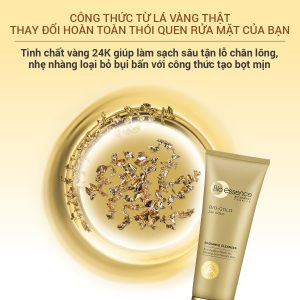 CÔNG THỨC TỪ LÁ VÀNG THẬT
THAY ĐỔI HOÀN TOÀN THÓI QUEN RỬA MẶT CỦA BẠN
Tinh chất vàng 24K giúp làm sạch sâu tận lỗ chân lông,
nhẹ nhàng loại bỏ bụi bẩn với công thức tạo bọt mịn
Bio essence
BIO-GOLD